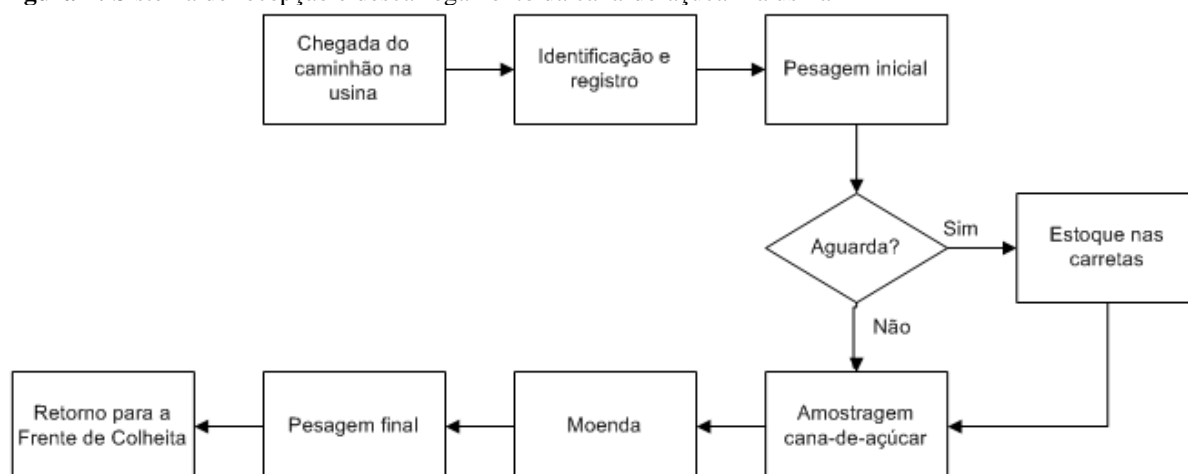 Chegada do
caminhão na
usina
Identificação e
registro
Pesagem inicial
Aguarda?
Sim
Estoque nas
carretas
Não
Retorno para a
Frente de Colheita
Pesagem final
Moenda
Amostragem
cana-de-açúcar